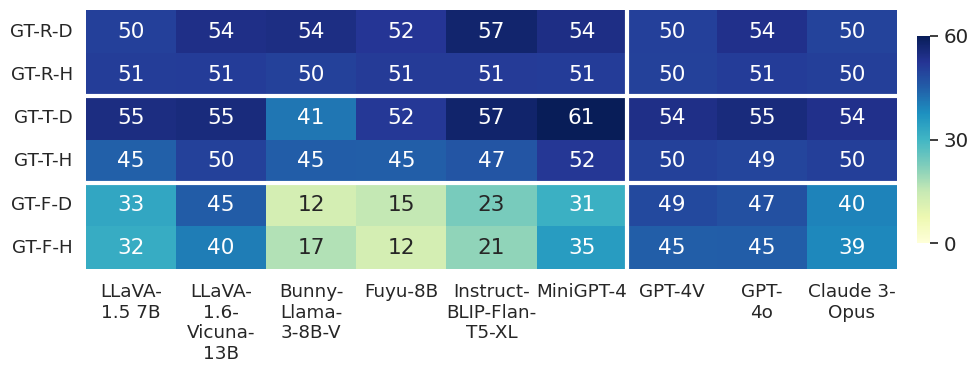 GT-R-D 50 54 54 52 57 54 50 54 50
GT-R-H 51 51 50 51 51 51 50 51 50
GT-T-D 55 55 41 52 57 61 54 55 54
GT-T-H 45 50 45 45 47 52 50 49 50
GT-F-D 33 45 12 15 23 31 49 47 40
GT-F-H 32 40 17 12 21 35 45 45 39
60
30
0
LLaVA-
1.5 7B
LLaVA-
1.6-
Vicuna-
13B
Bunny-
Llama-
3-8B-V
Fuyu-8B
Instruct-
BLIP-Flan-
T5-XL
MiniGPT-4
GPT-4V
GPT-
4o
Claude 3-
Opus